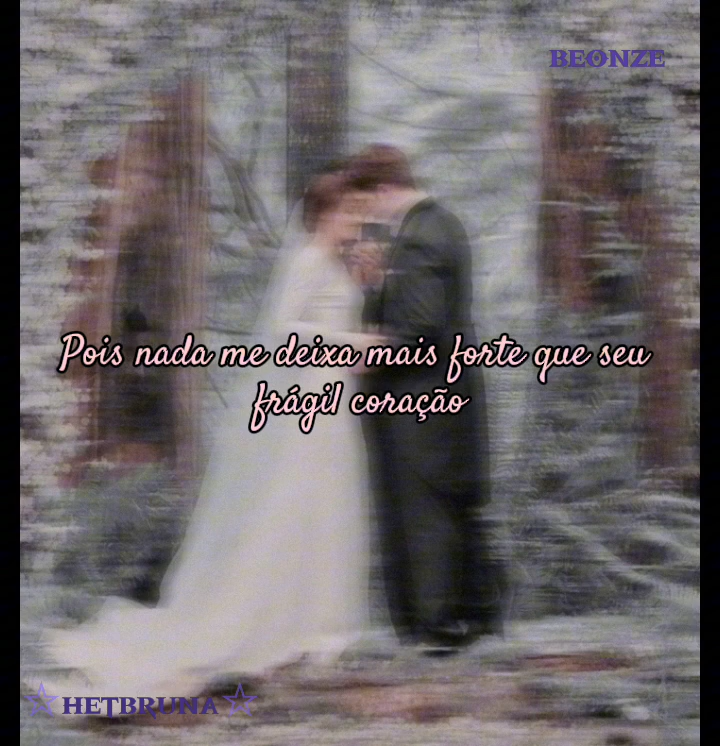 BEONZE
Pois nada me deixa mais forte que seu
frágil coração
☆HETBRUNA☆